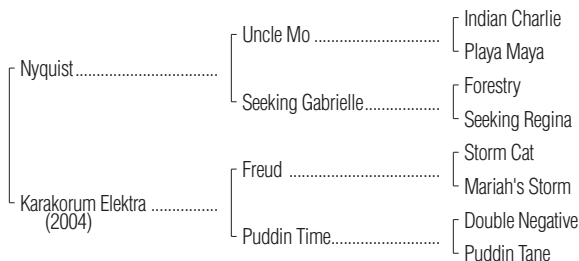 Indian Charlie
Uncle Mo ........................................
Playa Maya
Nyquist ........................................
Forestry
Seeking Gabrielle ........................
Seeking Regina
Storm Cat
Freud ................................................
Mariah's Storm
Karakorum Elektra ....................
(2004)
Double Negative
Puddin Time ..................................
Puddin Tane